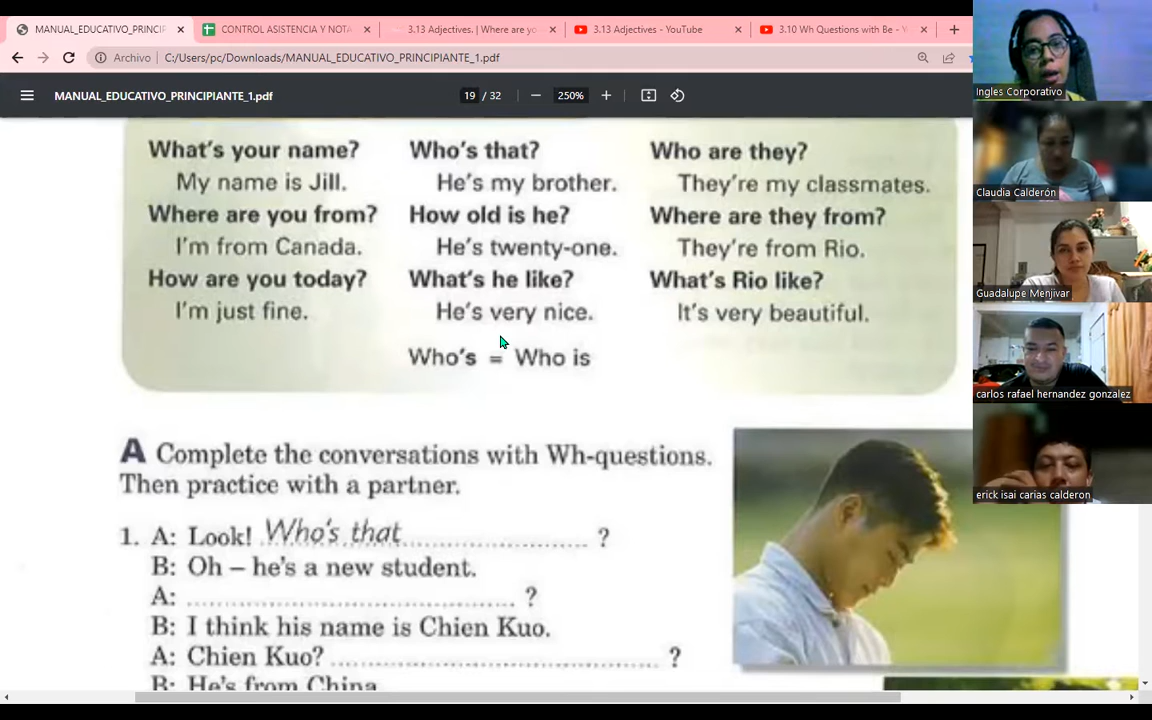 MANUAL_EDUCATIVO_PRINCIP
CONTROL ASISTENCIA Y NOTA
3.13 Adjectives. | Where are yo
3.13 Adjectives - YouTube
3.10 Wh Questions with Be - Y
Archivo
C:/Users/pc/Downloads/MANUAL_EDUCATIVO_PRINCIPIANTE_1.pdf
MANUAL_EDUCATIVO_PRINCIPIANTE_1.pdf
19 / 32
250%
What's your name?
My name is Jill.
Where are you from?
I'm from Canada.
How are you today?
I'm just fine.
Who's that?
He's my brother.
How old is he?
He's twenty-one.
What's he like?
He's very nice.
Who's = Who is
Who are they?
They're my classmates.
Where are they from?
They're from Rio.
What's Rio like?
It's very beautiful.
A Complete the conversations with Wh-questions.
Then practice with a partner.
1. A: Look! Who's that ?
B: Oh – he's a new student.
A: ?
B: I think his name is Chien Kuo.
A: Chien Kuo? ?
B: He's from China
Ingles Corporativo
Claudia Calderón
Guadalupe Menjivar
carlos rafael hernandez gonzalez
erick isai carias calderon